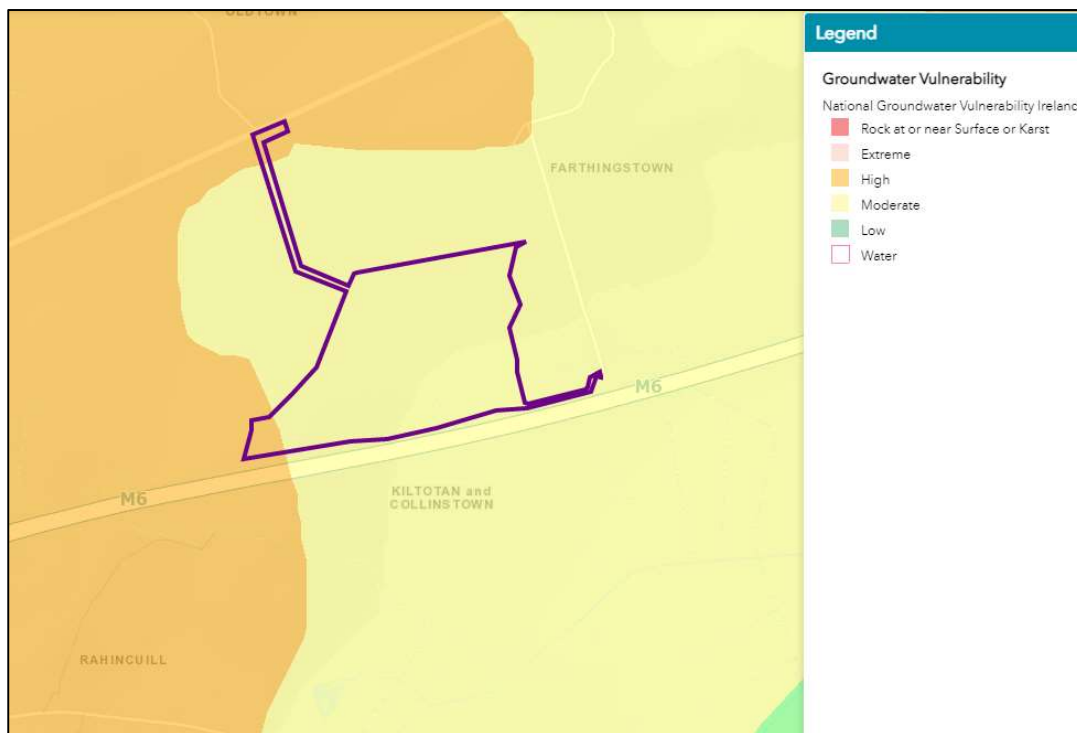 OLDTOWN
FARTHINGSTOWN
M6
M6
KILTOTAN and
COLLINSTOWN
RAHINCUILL
Legend
Groundwater Vulnerability
National Groundwater Vulnerability Ireland
Rock at or near Surface or Karst
Extreme
High
Moderate
Low
Water